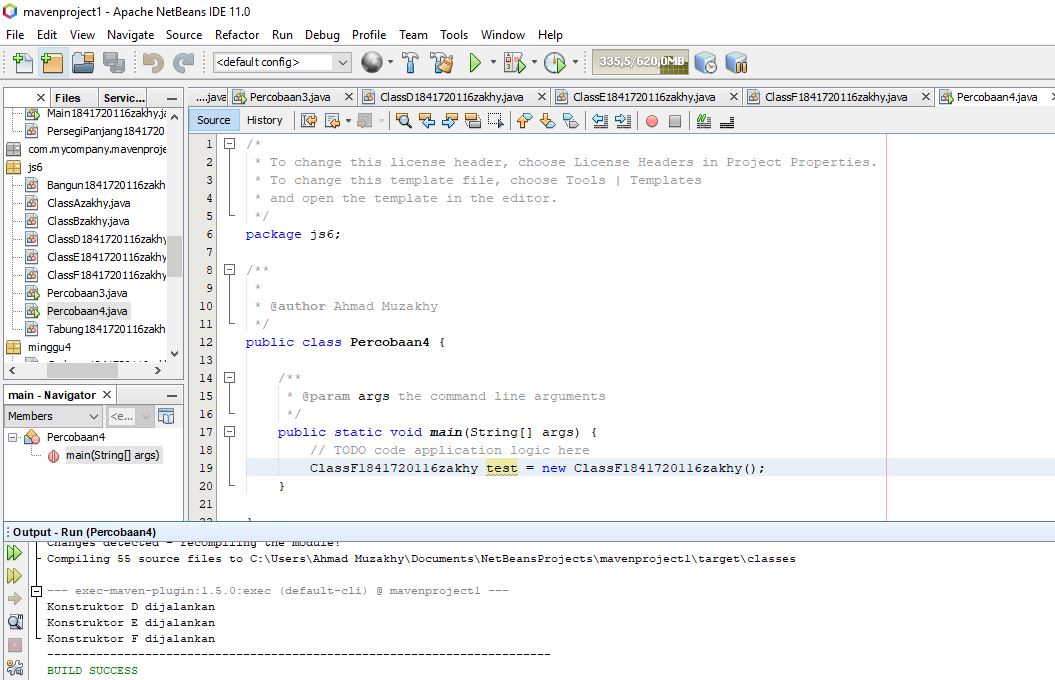 mavenproject1 - Apache NetBeans IDE 11.0
File Edit View Navigate Source Refactor Run Debug Profile Team Tools Window Help
<default config> 335,5/620,0MB
Files Servic...
...java Percobaan3.java ClassD1841720116zakhy.java ClassE1841720116zakhy.java ClassF1841720116zakhy.java Percobaan4.java
Source History
Main1841720116zakhy.ja
PersegiPanjang1841720
com.mycompany.mavenproje
js6
Bangun1841720116zakh
ClassAzakhy.java
ClassBzakhy.java
ClassD1841720116zakhy
ClassE1841720116zakhy
ClassF1841720116zakhy
Percobaan3.java
Percobaan4.java
Tabung1841720116zakh
minggu4
main - Navigator
Members <e...
Percobaan4
main(String[] args)
1 /*
2 * To change this license header, choose License Headers in Project Properties.
3 * To change this template file, choose Tools | Templates
4 * and open the template in the editor.
5 */
6 package js6;
7
8 /**
9 *
10 * @author Ahmad Muzakhy
11 */
12 public class Percobaan4 {
13
14 /**
15 * @param args the command line arguments
16 */
17 public static void main(String[] args) {
18 // TODO code application logic here
19 ClassF1841720116zakhy test = new ClassF1841720116zakhy();
20 }
21
22 }
Output - Run (Percobaan4)
Changes detected - recompiling the module!
Compiling 55 source files to C:\Users\Ahmad Muzakhy\Documents\NetBeansProjects\mavenproject1\target\classes
--- exec-maven-plugin:1.5.0:exec (default-cli) @ mavenproject1 ---
Konstruktor D dijalankan
Konstruktor E dijalankan
Konstruktor F dijalankan
------------------------------------------------------------------------
BUILD SUCCESS